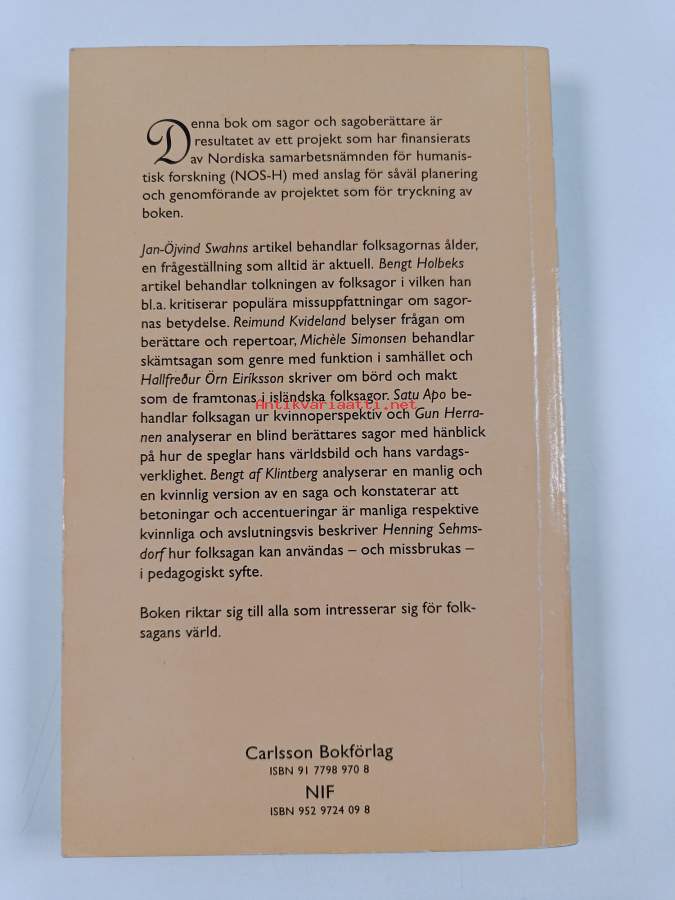 Denna bok om sagor och sagoberättare är
resultatet av ett projekt som har finansierats
av Nordiska samarbetsnämnden för humanis-
tisk forskning (NOS-H) med anslag för såväl planering
och genomförande av projektet som för tryckning av
boken.
Jan-Öjvind Swahns artikel behandlar folksagornas ålder,
en frågeställning som alltid är aktuell. Bengt Holbeks
artikel behandlar tolkningen av folksagor i vilken han
bl.a. kritiserar populära missuppfattningar om sagor-
nas betydelse. Reimund Kvideland belyser frågan om
berättare och repertoar, Michèle Simonsen behandlar
skämtsagan som genre med funktion i samhället och
Hallfreður Örn Eiríksson skriver om börd och makt
som de framtonas i isländska folksagor. Satu Apo be-
Antikvariaatti.net
handlar folksagan ur kvinnoperspektiv och Gun Herra-
nen analyserar en blind berättares sagor med hänblick
på hur de speglar hans världsbild och hans vardags-
verklighet. Bengt af Klintberg analyserar en manlig och
en kvinnlig version av en saga och konstaterar att
betoningar och accentueringar är manliga respektive
kvinnliga och avslutningsvis beskriver Henning Sehms-
dorf hur folksagan kan användas – och missbrukas –
i pedagogiskt syfte.
Boken riktar sig till alla som intresserar sig för folk-
sagans värld.
Carlsson Bokförlag
ISBN 91 7798 970 8
NIF
ISBN 952 9724 09 8